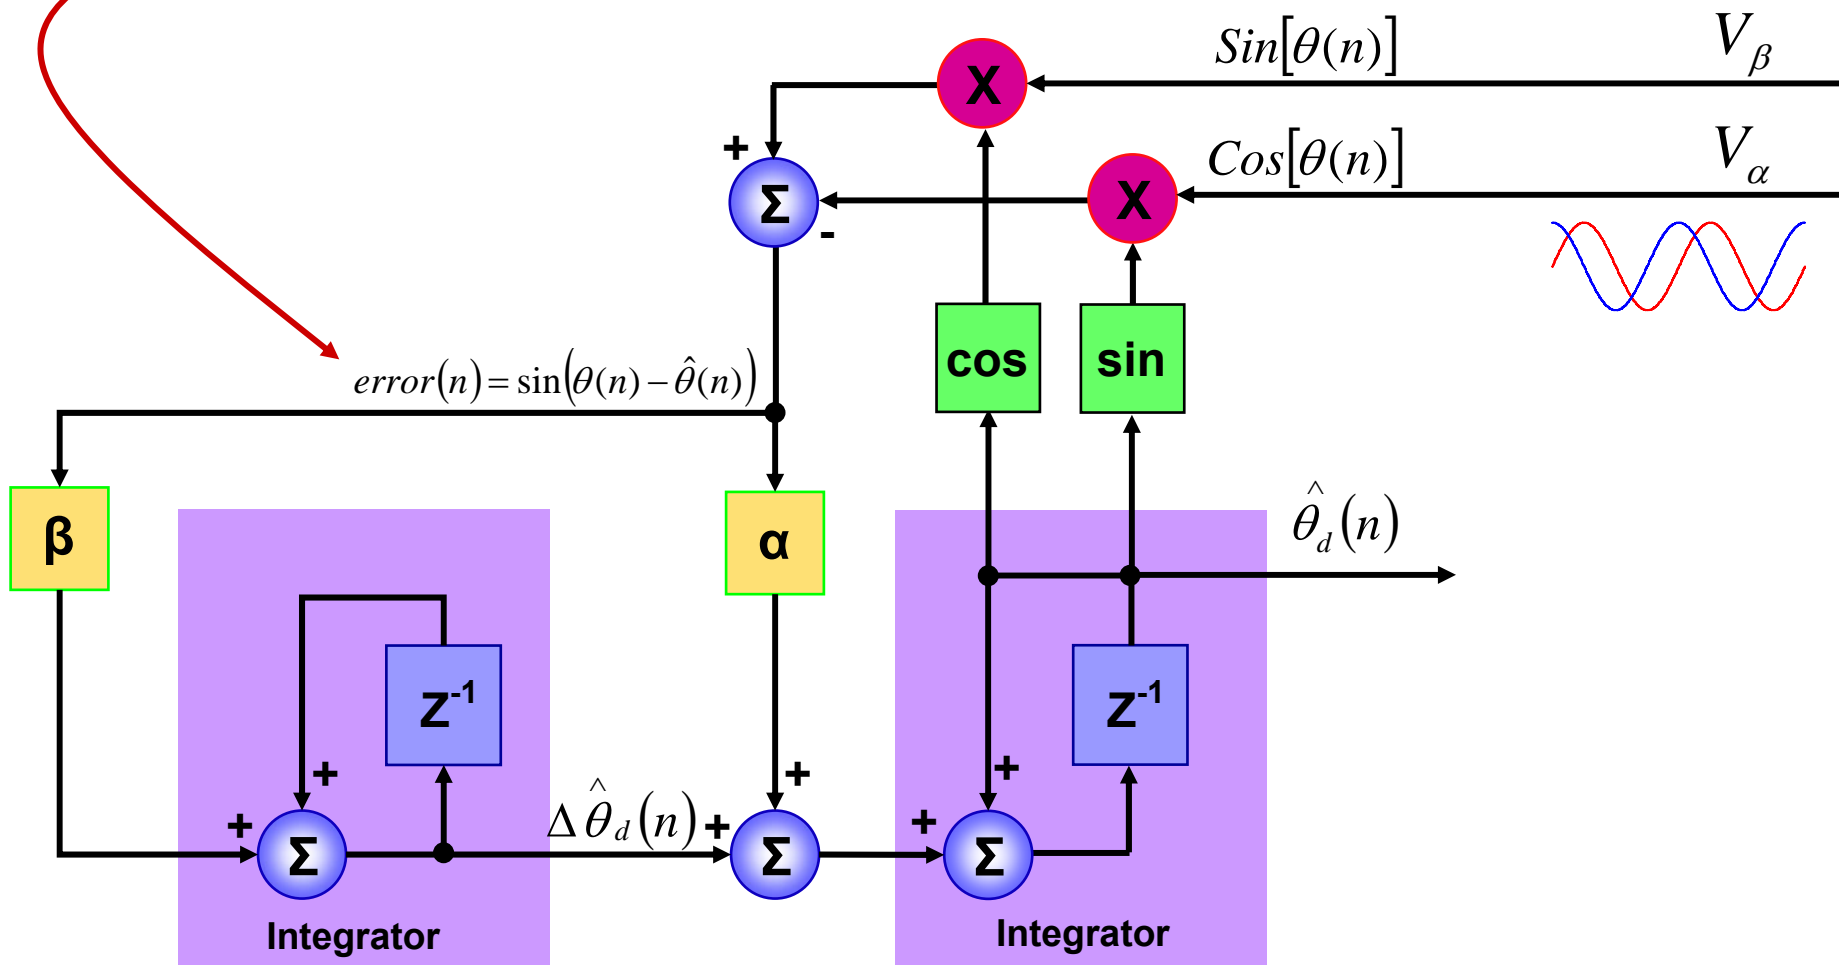 Sin[θ(n)] V_β
X
Cos[θ(n)] V_α
+
X
Σ
-
cos sin
error(n) = sin(θ(n) − θ̂(n))
β α θ̂_d(n)
Z⁻¹ Z⁻¹
+ + +
+ Δθ̂_d(n) + +
Σ Σ Σ
Integrator Integrator